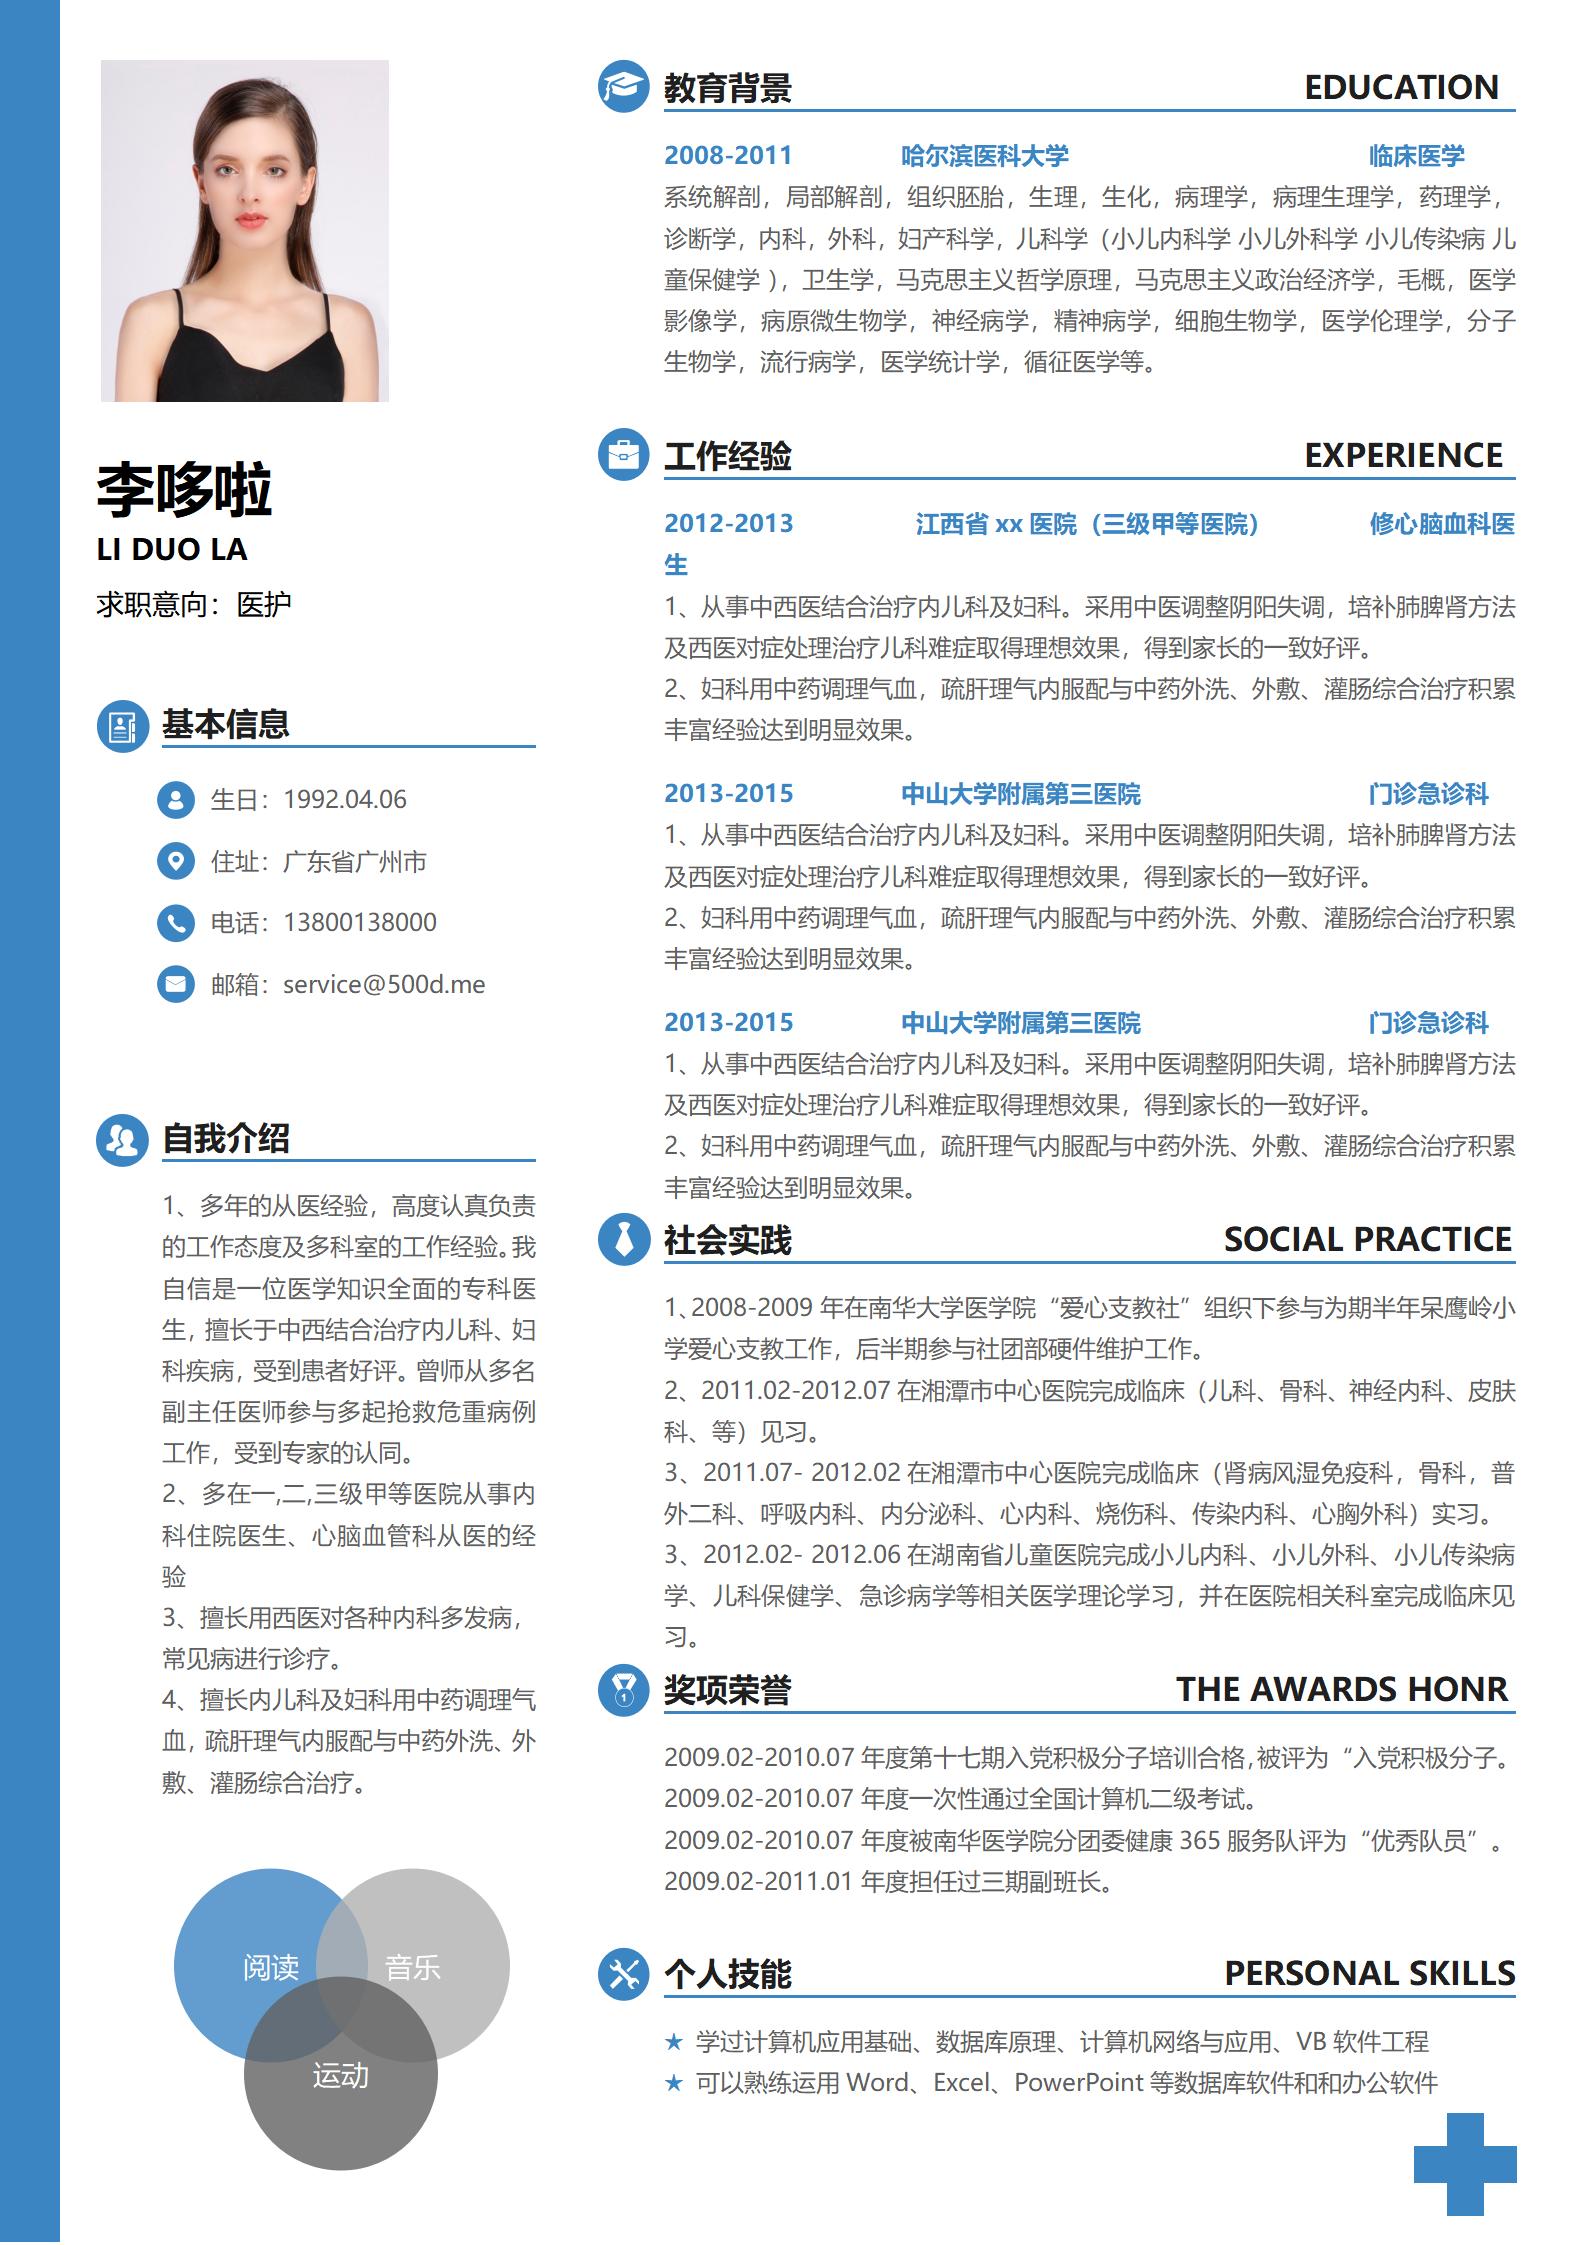 李哆啦
LI DUO LA
求职意向：医护
基本信息
生日：1992.04.06
住址：广东省广州市
电话：13800138000
邮箱：service@500d.me
自我介绍
1、多年的从医经验，高度认真负责
的工作态度及多科室的工作经验。我
自信是一位医学知识全面的专科医
生，擅长于中西结合治疗内儿科、妇
科疾病，受到患者好评。曾师从多名
副主任医师参与多起抢救危重病例
工作，受到专家的认同。
2、多在一,二,三级甲等医院从事内
科住院医生、心脑血管科从医的经
验
3、擅长用西医对各种内科多发病，
常见病进行诊疗。
4、擅长内儿科及妇科用中药调理气
血，疏肝理气内服配与中药外洗、外
敷、灌肠综合治疗。
阅读
音乐
运动
教育背景 EDUCATION
2008-2011 哈尔滨医科大学 临床医学
系统解剖，局部解剖，组织胚胎，生理，生化，病理学，病理生理学，药理学，
诊断学，内科，外科，妇产科学，儿科学（小儿内科学 小儿外科学 小儿传染病 儿
童保健学 ），卫生学，马克思主义哲学原理，马克思主义政治经济学，毛概，医学
影像学，病原微生物学，神经病学，精神病学，细胞生物学，医学伦理学，分子
生物学，流行病学，医学统计学，循征医学等。
工作经验 EXPERIENCE
2012-2013 江西省 xx 医院（三级甲等医院） 修心脑血科医
生
1、从事中西医结合治疗内儿科及妇科。采用中医调整阴阳失调，培补肺脾肾方法
及西医对症处理治疗儿科难症取得理想效果，得到家长的一致好评。
2、妇科用中药调理气血，疏肝理气内服配与中药外洗、外敷、灌肠综合治疗积累
丰富经验达到明显效果。
2013-2015 中山大学附属第三医院 门诊急诊科
1、从事中西医结合治疗内儿科及妇科。采用中医调整阴阳失调，培补肺脾肾方法
及西医对症处理治疗儿科难症取得理想效果，得到家长的一致好评。
2、妇科用中药调理气血，疏肝理气内服配与中药外洗、外敷、灌肠综合治疗积累
丰富经验达到明显效果。
2013-2015 中山大学附属第三医院 门诊急诊科
1、从事中西医结合治疗内儿科及妇科。采用中医调整阴阳失调，培补肺脾肾方法
及西医对症处理治疗儿科难症取得理想效果，得到家长的一致好评。
2、妇科用中药调理气血，疏肝理气内服配与中药外洗、外敷、灌肠综合治疗积累
丰富经验达到明显效果。
社会实践 SOCIAL PRACTICE
1、2008-2009 年在南华大学医学院“爱心支教社”组织下参与为期半年呆鹰岭小
学爱心支教工作，后半期参与社团部硬件维护工作。
2、2011.02-2012.07 在湘潭市中心医院完成临床（儿科、骨科、神经内科、皮肤
科、等）见习。
3、2011.07- 2012.02 在湘潭市中心医院完成临床（肾病风湿免疫科，骨科，普
外二科、呼吸内科、内分泌科、心内科、烧伤科、传染内科、心胸外科）实习。
3、2012.02- 2012.06 在湖南省儿童医院完成小儿内科、小儿外科、小儿传染病
学、儿科保健学、急诊病学等相关医学理论学习，并在医院相关科室完成临床见
习。
奖项荣誉 THE AWARDS HONR
2009.02-2010.07 年度第十七期入党积极分子培训合格,被评为“入党积极分子。
2009.02-2010.07 年度一次性通过全国计算机二级考试。
2009.02-2010.07 年度被南华医学院分团委健康 365 服务队评为“优秀队员”。
2009.02-2011.01 年度担任过三期副班长。
个人技能 PERSONAL SKILLS
★ 学过计算机应用基础、数据库原理、计算机网络与应用、VB 软件工程
★ 可以熟练运用 Word、Excel、PowerPoint 等数据库软件和和办公软件